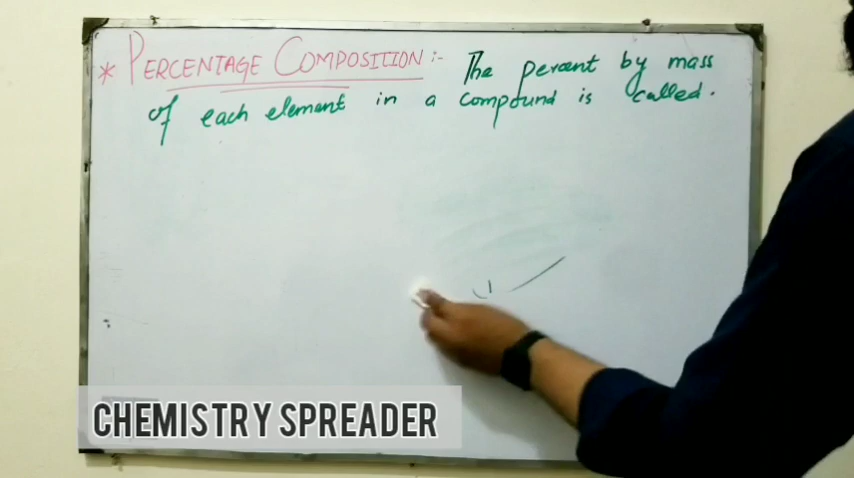 * PERCENTAGE COMPOSITION :- The percent by mass
of each element in a compound is called.
CHEMISTRY SPREADER